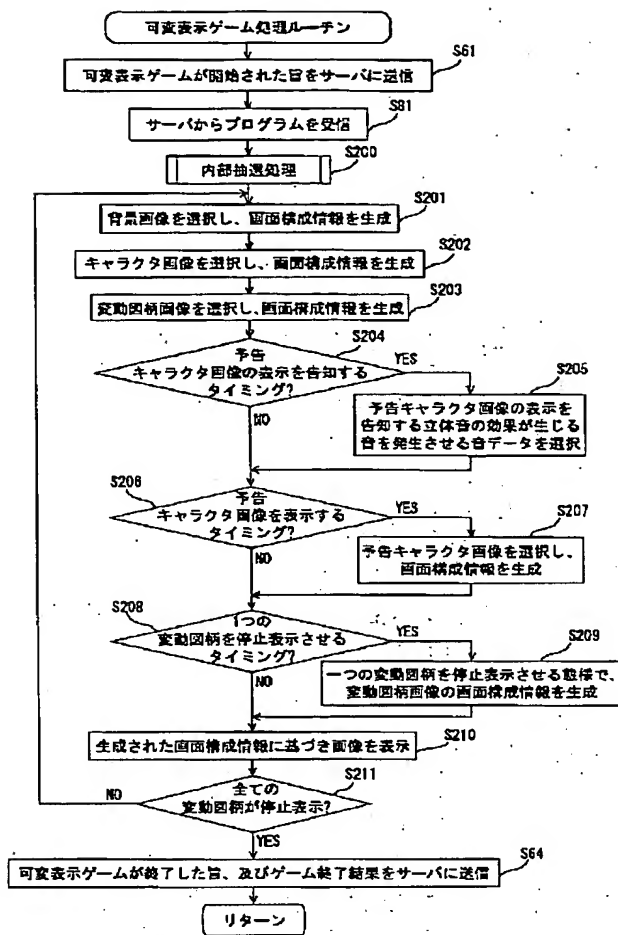 可変表示ゲーム処理ルーチン
S61
可変表示ゲームが開始された旨をサーバに送信
S81
サーバからプログラムを受信
S200
内部抽選処理
S201
背景画像を選択し、画面構成情報を生成
S202
キャラクタ画像を選択し、画面構成情報を生成
S203
変動図柄画像を選択し、画面構成情報を生成
S204
予告
キャラクタ画像の表示を告知する
タイミング?
YES
NO
S205
予告キャラクタ画像の表示を
告知する立体音の効果が生じる
音を発生させる音データを選択
S206
予告
キャラクタ画像を表示する
タイミング?
YES
NO
S207
予告キャラクタ画像を選択し、
画面構成情報を生成
S208
1つの
変動図柄を停止表示させる
タイミング?
YES
NO
S209
一つの変動図柄を停止表示させる態様で、
変動図柄画像の画面構成情報を生成
S210
生成された画面構成情報に基づき画像を表示
S211
全ての
変動図柄が停止表示?
NO
YES
S64
可変表示ゲームが終了した旨、及びゲーム終了結果をサーバに送信
リターン